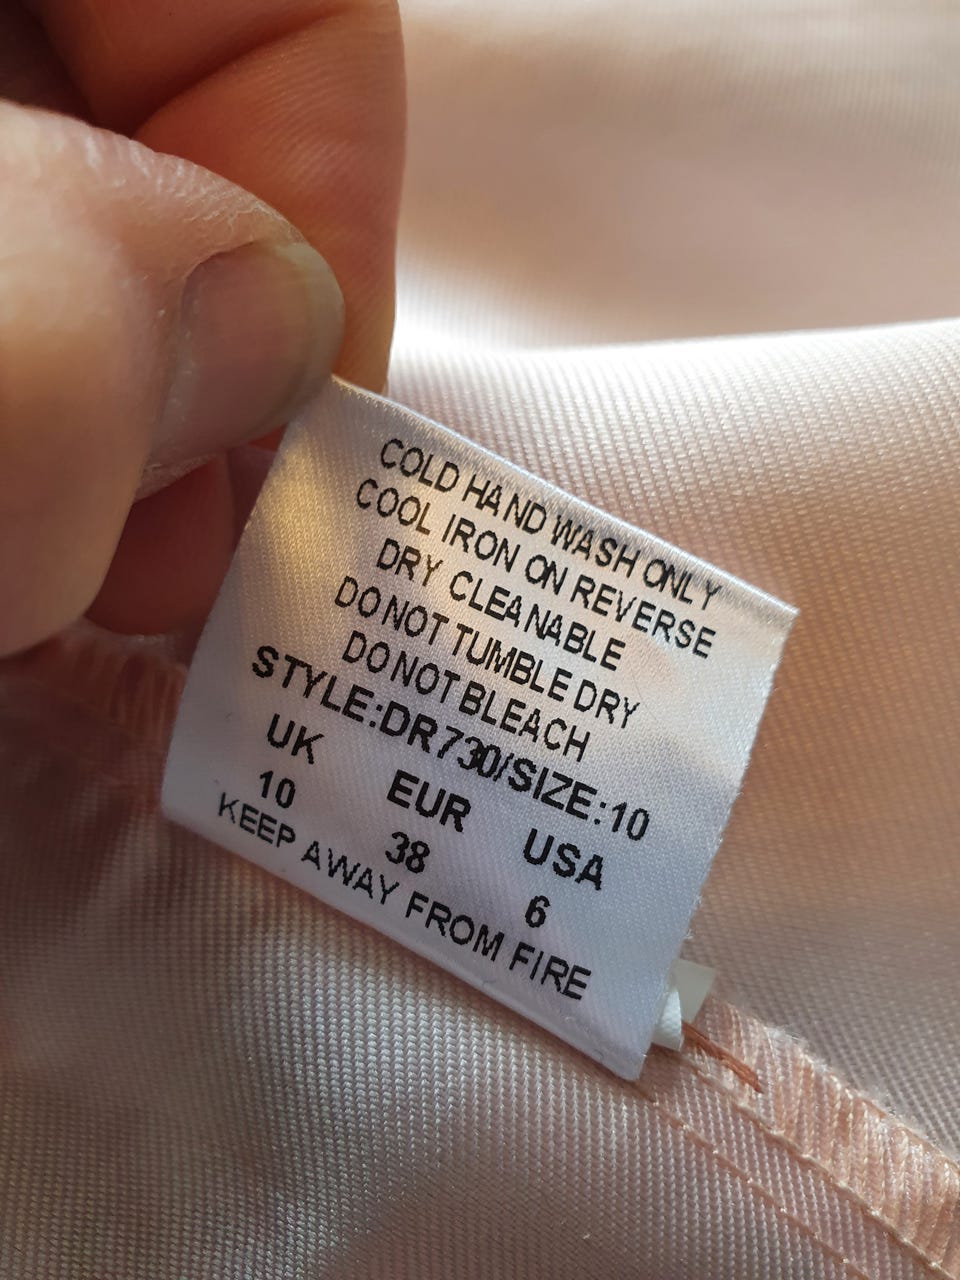 COLD HAND WASH ONLY
COOL IRON ON REVERSE
DRY CLEANABLE
DO NOT TUMBLE DRY
DO NOT BLEACH
STYLE:DR730/SIZE:10
UK EUR USA
10 38 6
KEEP AWAY FROM FIRE